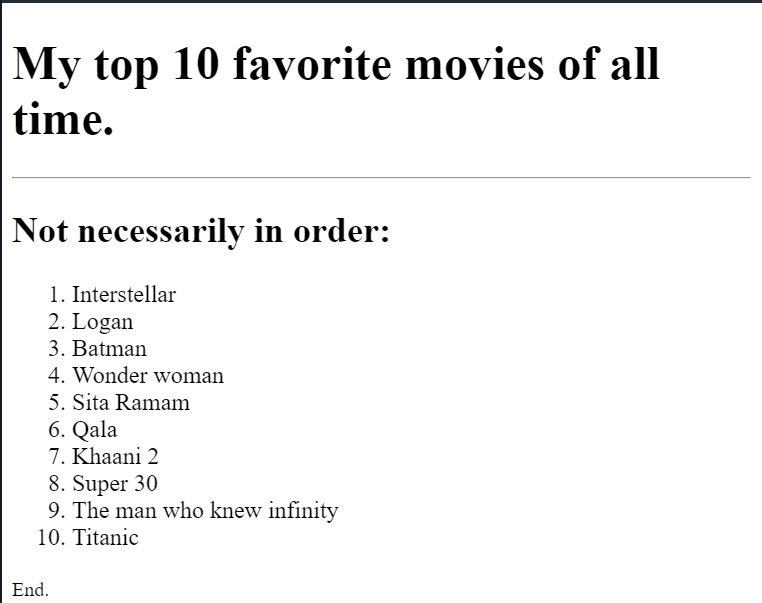 My top 10 favorite movies of all
time.
Not necessarily in order:
1. Interstellar
2. Logan
3. Batman
4. Wonder woman
5. Sita Ramam
6. Qala
7. Khaani 2
8. Super 30
9. The man who knew infinity
10. Titanic
End.